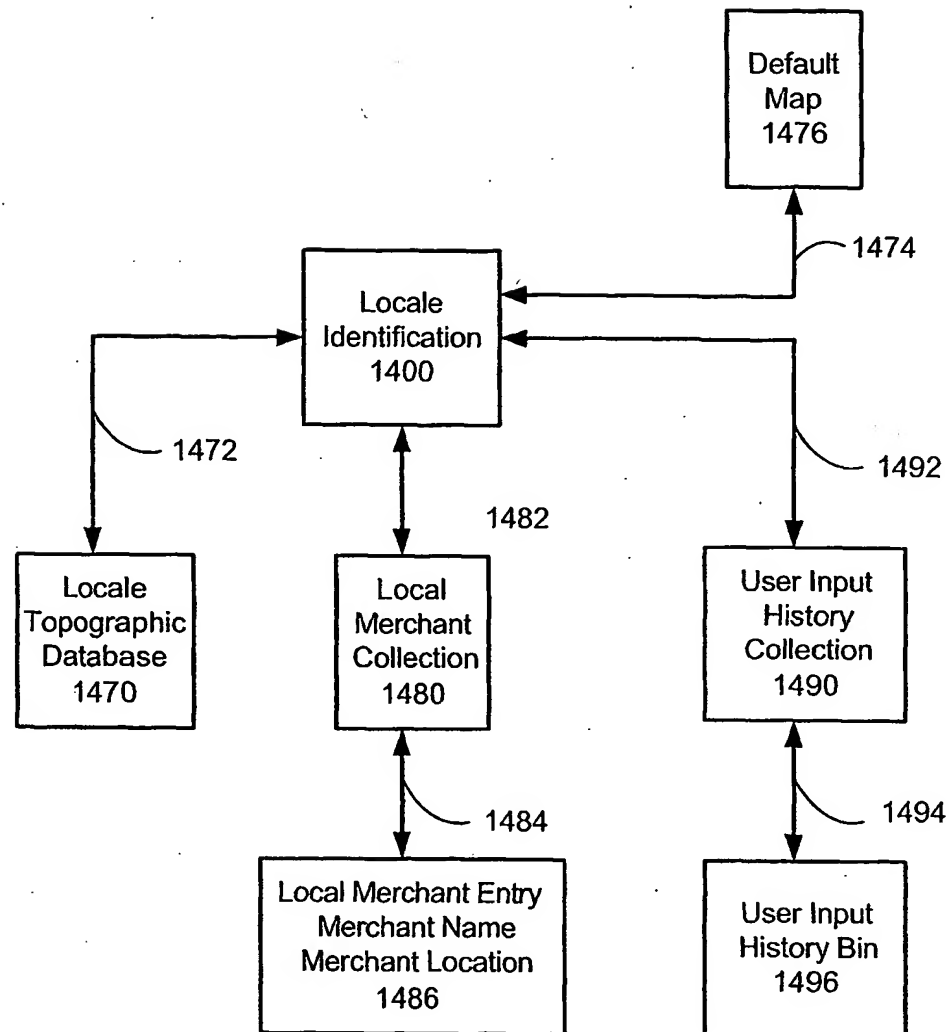 Default
Map
1476
1474
Locale
Identification
1400
1472
1492
1482
Locale
Topographic
Database
1470
Local
Merchant
Collection
1480
User Input
History
Collection
1490
1484
1494
Local Merchant Entry
Merchant Name
Merchant Location
1486
User Input
History Bin
1496